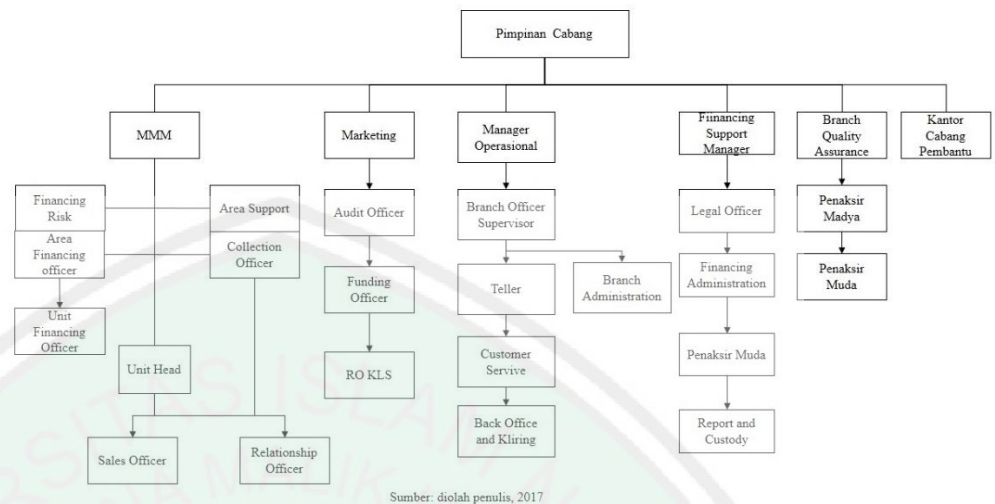 Pimpinan Cabang
MMM
Marketing
Manager
Operasional
Fiinancing
Support
Manager
Branch
Quality
Assurance
Kantor
Cabang
Pembantu
Financing
Risk
Area Support
Area
Financing
officer
Collection
Officer
Unit
Financing
Officer
Unit Head
Sales Officer
Relationship
Officer
Audit Officer
Funding
Officer
RO KLS
Branch Officer
Supervisor
Teller
Branch
Administration
Customer
Servive
Back Office
and Kliring
Legal Officer
Financing
Administration
Penaksir Muda
Report and
Custody
Penaksir
Madya
Penaksir
Muda
Sumber: diolah penulis, 2017